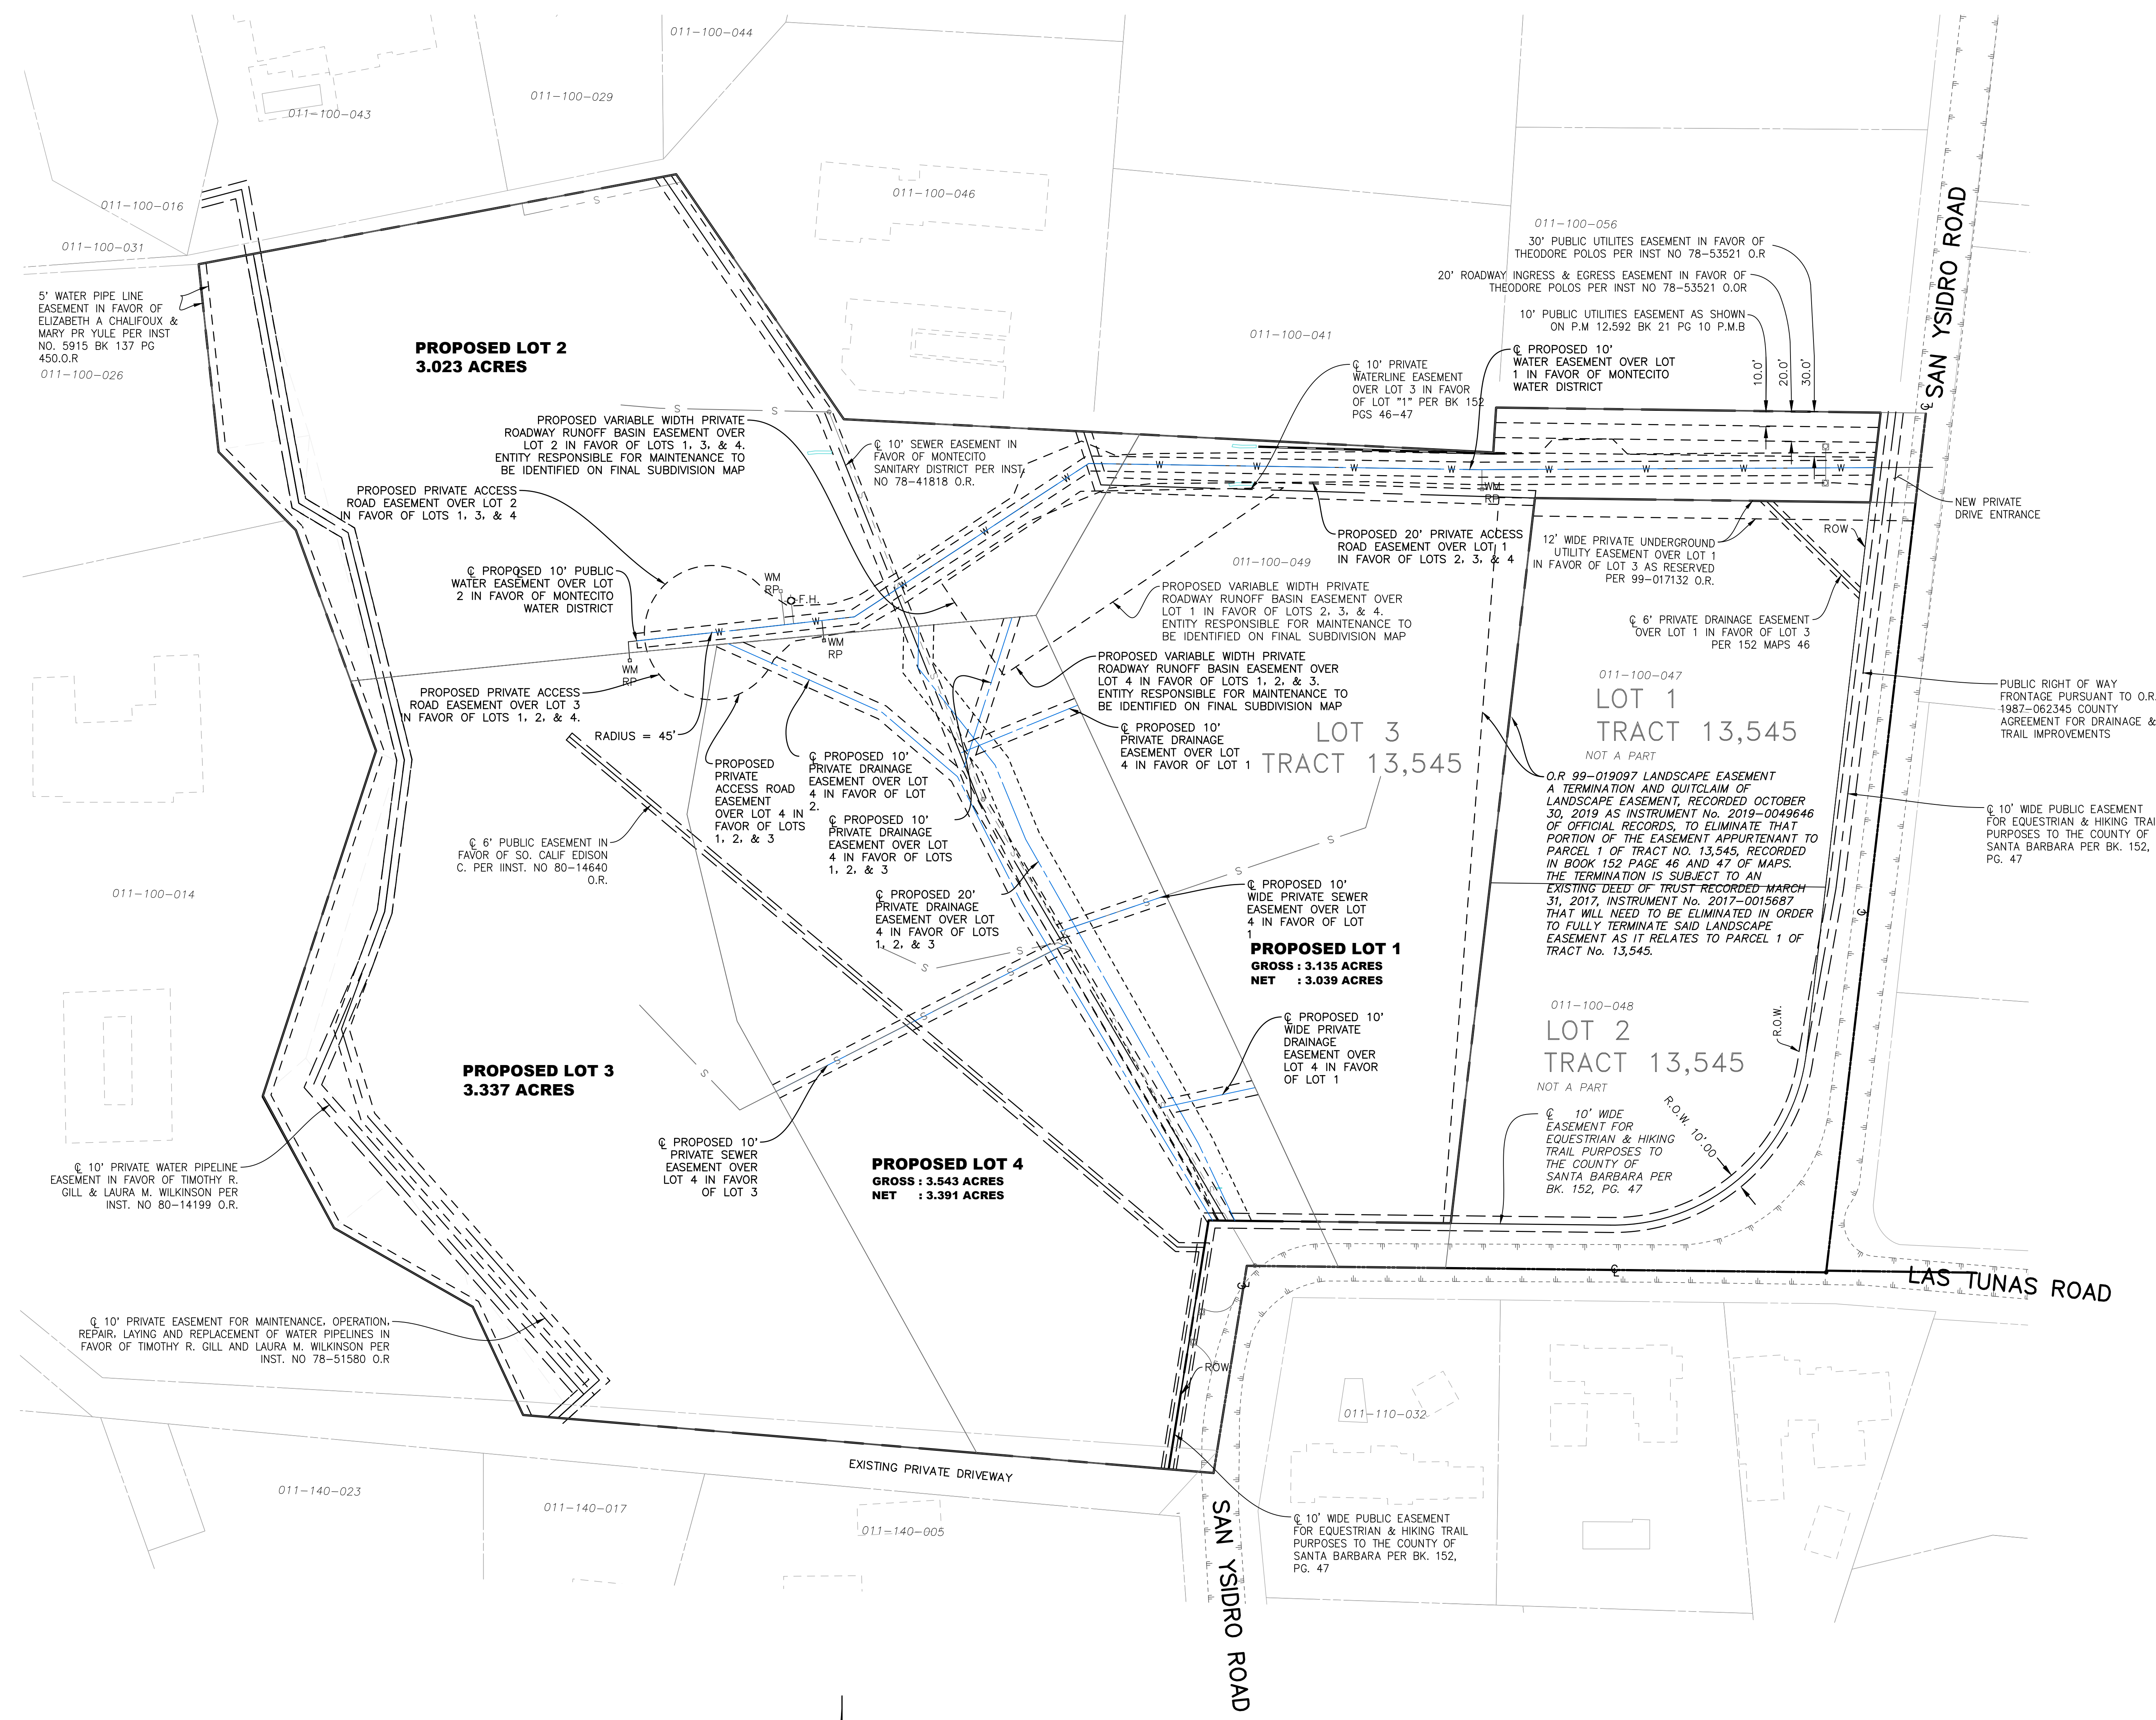 011-100-044
011-100-029
011-100-043
011-100-046
011-100-016
011-100-031
5' WATER PIPE LINE
EASEMENT IN FAVOR OF
ELIZABETH A CHALIFOUX &
MARY PR YULE PER INST
NO. 5915 BK 137 PG
450.O.R
011-100-026
PROPOSED LOT 2
3.023 ACRES
011-100-056
30' PUBLIC UTILITES EASEMENT IN FAVOR OF
THEODORE POLOS PER INST NO 78-53521 O.R
20' ROADWAY INGRESS & EGRESS EASEMENT IN FAVOR OF
THEODORE POLOS PER INST NO 78-53521 O.OR
10' PUBLIC UTILITIES EASEMENT AS SHOWN
ON P.M 12,592 BK 21 PG 10 P.M.B
10.0'
20.0'
30.0'
SAN YSIDRO ROAD
011-100-041
℄ PROPOSED 10'
WATER EASEMENT OVER LOT
1 IN FAVOR OF MONTECITO
WATER DISTRICT
℄ 10' PRIVATE
WATERLINE EASEMENT
OVER LOT 3 IN FAVOR
OF LOT "1" PER BK 152
PGS 46-47
PROPOSED VARIABLE WIDTH PRIVATE
ROADWAY RUNOFF BASIN EASEMENT OVER
LOT 2 IN FAVOR OF LOTS 1, 3, & 4.
ENTITY RESPONSIBLE FOR MAINTENANCE TO
BE IDENTIFIED ON FINAL SUBDIVISION MAP
℄ 10' SEWER EASEMENT IN
FAVOR OF MONTECITO
SANITARY DISTRICT PER INST.
NO 78-41818 O.R.
PROPOSED PRIVATE ACCESS
ROAD EASEMENT OVER LOT 2
IN FAVOR OF LOTS 1, 3, & 4
WM
RP
NEW PRIVATE
DRIVE ENTRANCE
ROW
PROPOSED 20' PRIVATE ACCESS
ROAD EASEMENT OVER LOT 1
IN FAVOR OF LOTS 2, 3, & 4
12' WIDE PRIVATE UNDERGROUND
UTILITY EASEMENT OVER LOT 1
IN FAVOR OF LOT 3 AS RESERVED
PER 99-017132 O.R.
011-100-049
℄ PROPOSED 10' PUBLIC
WATER EASEMENT OVER LOT
2 IN FAVOR OF MONTECITO
WATER DISTRICT
WM
RP
F.H.
PROPOSED VARIABLE WIDTH PRIVATE
ROADWAY RUNOFF BASIN EASEMENT OVER
LOT 1 IN FAVOR OF LOTS 2, 3, & 4.
ENTITY RESPONSIBLE FOR MAINTENANCE TO
BE IDENTIFIED ON FINAL SUBDIVISION MAP
℄ 6' PRIVATE DRAINAGE EASEMENT
OVER LOT 1 IN FAVOR OF LOT 3
PER 152 MAPS 46
WM
RP
WM
RP
PROPOSED VARIABLE WIDTH PRIVATE
ROADWAY RUNOFF BASIN EASEMENT OVER
LOT 4 IN FAVOR OF LOTS 1, 2, & 3.
ENTITY RESPONSIBLE FOR MAINTENANCE TO
BE IDENTIFIED ON FINAL SUBDIVISION MAP
011-100-047
LOT 1
TRACT 13,545
NOT A PART
PUBLIC RIGHT OF WAY
FRONTAGE PURSUANT TO O.R.
1987-062345 COUNTY
AGREEMENT FOR DRAINAGE &
TRAIL IMPROVEMENTS
PROPOSED PRIVATE ACCESS
ROAD EASEMENT OVER LOT 3
IN FAVOR OF LOTS 1, 2, & 4.
RADIUS = 45'
LOT 3
TRACT 13,545
℄ PROPOSED 10'
PRIVATE DRAINAGE
EASEMENT OVER LOT
4 IN FAVOR OF LOT 1
PROPOSED
PRIVATE
ACCESS ROAD
EASEMENT
OVER LOT 4 IN
FAVOR OF LOTS
1, 2, & 3
℄ PROPOSED 10'
PRIVATE DRAINAGE
EASEMENT OVER LOT
4 IN FAVOR OF LOT
2.
℄ PROPOSED 10'
PRIVATE DRAINAGE
EASEMENT OVER LOT
4 IN FAVOR OF LOTS
1, 2, & 3
O.R 99-019097 LANDSCAPE EASEMENT
A TERMINATION AND QUITCLAIM OF
LANDSCAPE EASEMENT, RECORDED OCTOBER
30, 2019 AS INSTRUMENT No. 2019-0049646
OF OFFICIAL RECORDS, TO ELIMINATE THAT
PORTION OF THE EASEMENT APPURTENANT TO
PARCEL 1 OF TRACT NO. 13,545, RECORDED
IN BOOK 152 PAGE 46 AND 47 OF MAPS.
THE TERMINATION IS SUBJECT TO AN
EXISTING DEED OF TRUST RECORDED MARCH
31, 2017, INSTRUMENT No. 2017-0015687
THAT WILL NEED TO BE ELIMINATED IN ORDER
TO FULLY TERMINATE SAID LANDSCAPE
EASEMENT AS IT RELATES TO PARCEL 1 OF
TRACT No. 13,545.
℄ 10' WIDE PUBLIC EASEMENT
FOR EQUESTRIAN & HIKING TRAI
PURPOSES TO THE COUNTY OF
SANTA BARBARA PER BK. 152,
PG. 47
℄ 6' PUBLIC EASEMENT IN
FAVOR OF SO. CALIF EDISON
C. PER IINST. NO 80-14640
O.R.
011-100-014
℄ PROPOSED 20'
PRIVATE DRAINAGE
EASEMENT OVER LOT
4 IN FAVOR OF LOTS
1, 2, & 3
℄ PROPOSED 10'
WIDE PRIVATE SEWER
EASEMENT OVER LOT
4 IN FAVOR OF LOT
1
PROPOSED LOT 1
GROSS : 3.135 ACRES
NET : 3.039 ACRES
011-100-048
LOT 2
TRACT 13,545
NOT A PART
R.O.W.
℄ PROPOSED 10'
WIDE PRIVATE
DRAINAGE
EASEMENT OVER
LOT 4 IN FAVOR
OF LOT 1
PROPOSED LOT 3
3.337 ACRES
R.O.W. 10'.00
℄ 10' WIDE
EASEMENT FOR
EQUESTRIAN & HIKING
TRAIL PURPOSES TO
THE COUNTY OF
SANTA BARBARA PER
BK. 152, PG. 47
℄ PROPOSED 10'
PRIVATE SEWER
EASEMENT OVER
LOT 4 IN FAVOR
OF LOT 3
PROPOSED LOT 4
GROSS : 3.543 ACRES
NET : 3.391 ACRES
℄ 10' PRIVATE WATER PIPELINE
EASEMENT IN FAVOR OF TIMOTHY R.
GILL & LAURA M. WILKINSON PER
INST. NO 80-14199 O.R.
LAS TUNAS ROAD
℄ 10' PRIVATE EASEMENT FOR MAINTENANCE, OPERATION,
REPAIR, LAYING AND REPLACEMENT OF WATER PIPELINES IN
FAVOR OF TIMOTHY R. GILL AND LAURA M. WILKINSON PER
INST. NO 78-51580 O.R
ROW
011-110-032
EXISTING PRIVATE DRIVEWAY
011-140-023
011-140-017
011-140-005
℄ 10' WIDE PUBLIC EASEMENT
FOR EQUESTRIAN & HIKING TRAIL
PURPOSES TO THE COUNTY OF
SANTA BARBARA PER BK. 152,
PG. 47
SAN YSIDRO ROAD